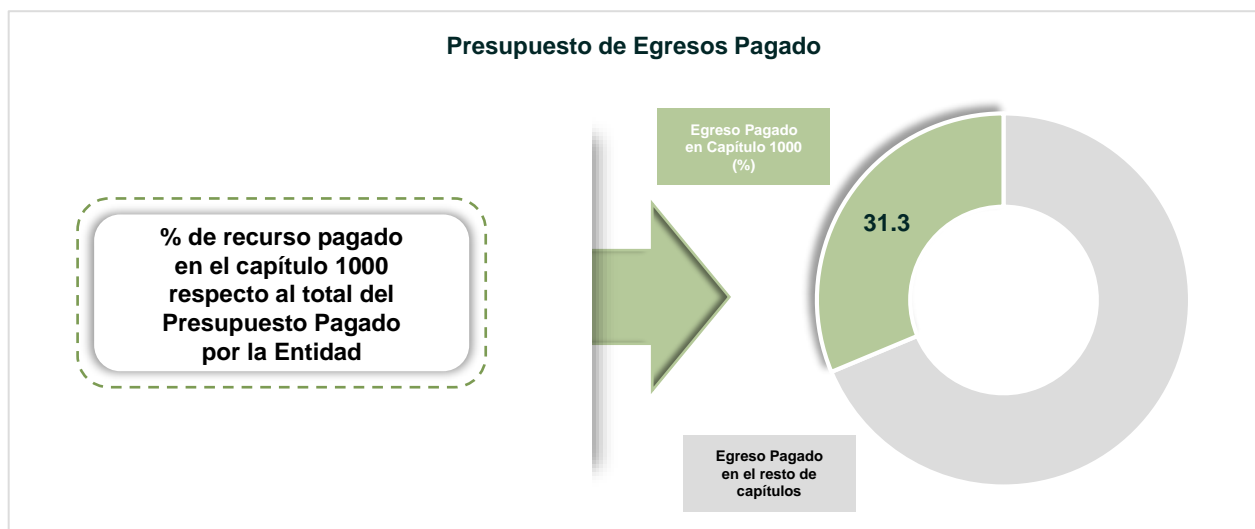 Presupuesto de Egresos Pagado
Egreso Pagado
en Capítulo 1000
(%)
31.3
% de recurso pagado
en el capítulo 1000
respecto al total del
Presupuesto Pagado
por la Entidad
Egreso Pagado
en el resto de
capítulos